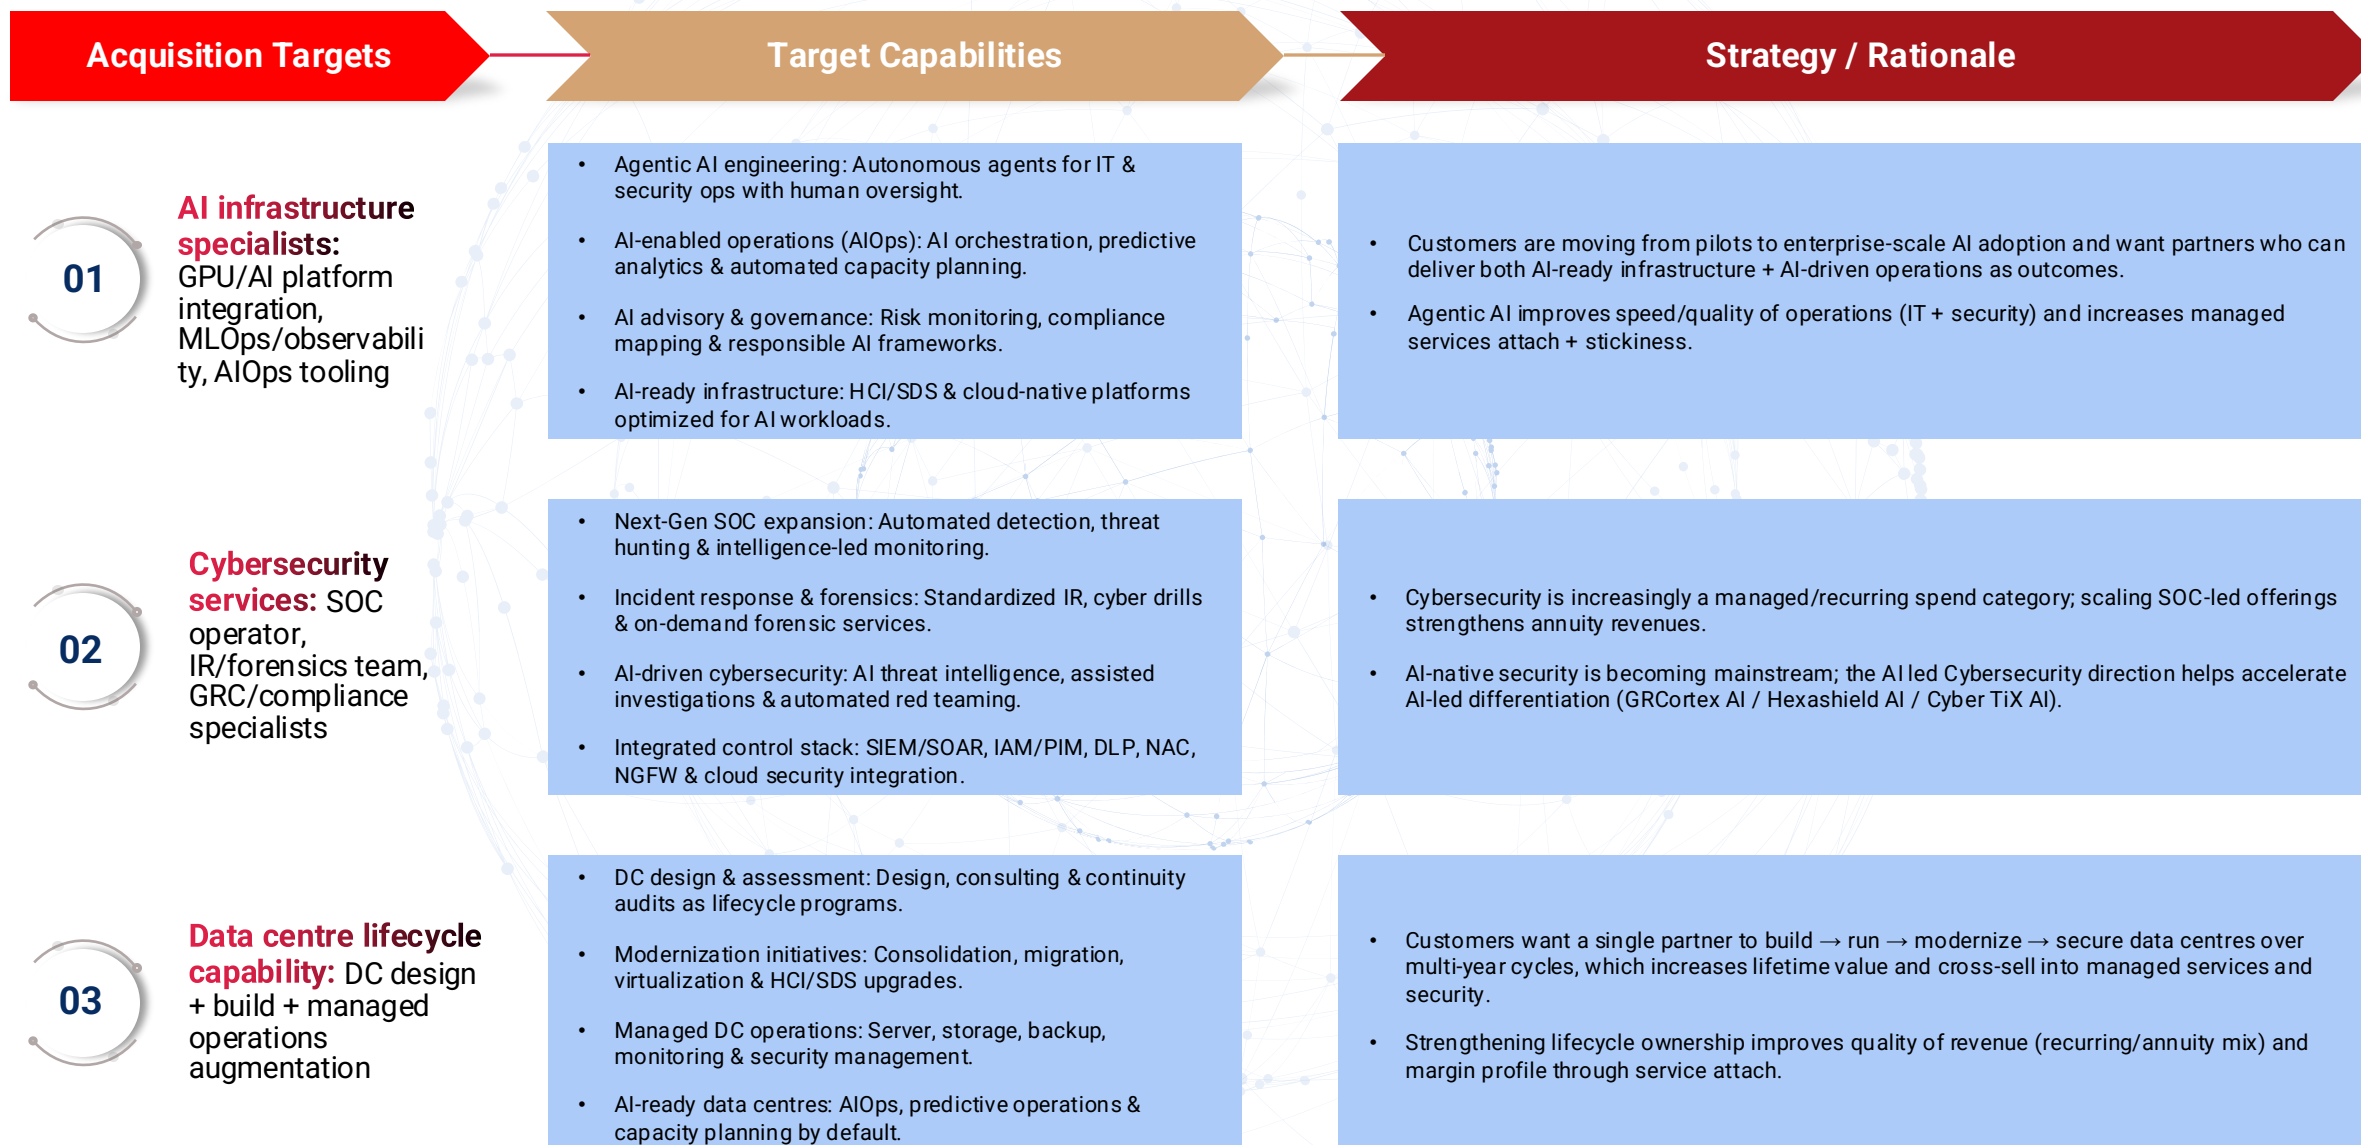 Acquisition Targets
Target Capabilities
Strategy / Rationale
01
AI infrastructure
specialists:
GPU/AI platform
integration,
MLOps/observabili
ty, AIOps tooling
• Agentic AI engineering: Autonomous agents for IT &
security ops with human oversight.
• AI-enabled operations (AIOps): AI orchestration, predictive
analytics & automated capacity planning.
• AI advisory & governance: Risk monitoring, compliance
mapping & responsible AI frameworks.
• AI-ready infrastructure: HCI/SDS & cloud-native platforms
optimized for AI workloads.
• Customers are moving from pilots to enterprise-scale AI adoption and want partners who can
deliver both AI-ready infrastructure + AI-driven operations as outcomes.
• Agentic AI improves speed/quality of operations (IT + security) and increases managed
services attach + stickiness.
02
Cybersecurity
services: SOC
operator,
IR/forensics team,
GRC/compliance
specialists
• Next-Gen SOC expansion: Automated detection, threat
hunting & intelligence-led monitoring.
• Incident response & forensics: Standardized IR, cyber drills
& on-demand forensic services.
• AI-driven cybersecurity: AI threat intelligence, assisted
investigations & automated red teaming.
• Integrated control stack: SIEM/SOAR, IAM/PIM, DLP, NAC,
NGFW & cloud security integration.
• Cybersecurity is increasingly a managed/recurring spend category; scaling SOC-led offerings
strengthens annuity revenues.
• AI-native security is becoming mainstream; the AI led Cybersecurity direction helps accelerate
AI-led differentiation (GRCortex AI / Hexashield AI / Cyber TiX AI).
03
Data centre lifecycle
capability: DC design
+ build + managed
operations
augmentation
• DC design & assessment: Design, consulting & continuity
audits as lifecycle programs.
• Modernization initiatives: Consolidation, migration,
virtualization & HCI/SDS upgrades.
• Managed DC operations: Server, storage, backup,
monitoring & security management.
• AI-ready data centres: AIOps, predictive operations &
capacity planning by default.
• Customers want a single partner to build → run → modernize → secure data centres over
multi-year cycles, which increases lifetime value and cross-sell into managed services and
security.
• Strengthening lifecycle ownership improves quality of revenue (recurring/annuity mix) and
margin profile through service attach.